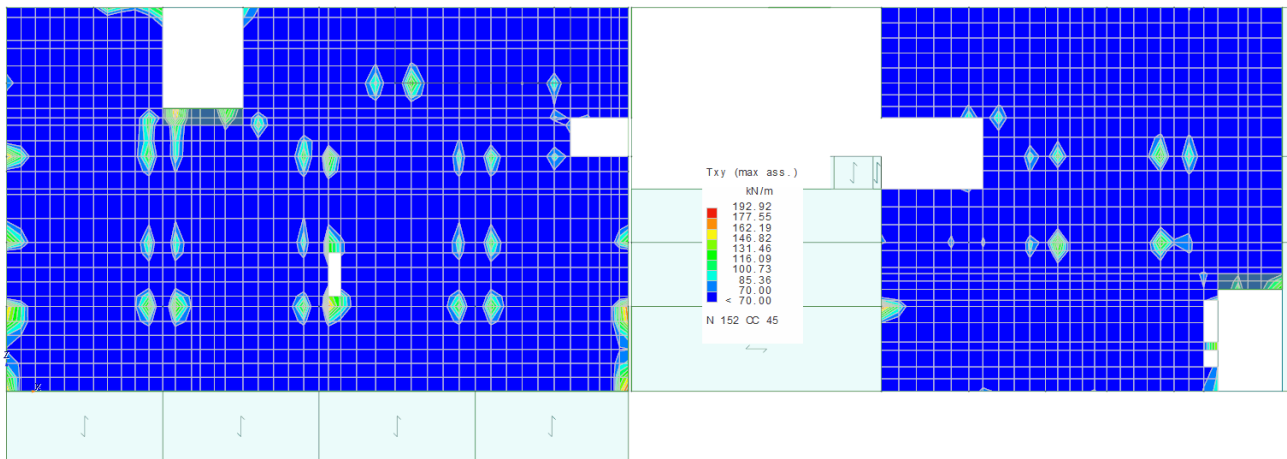 Txy (max ass.)
kN/m
192.92
177.55
162.19
146.82
131.46
116.09
100.73
85.36
70.00
< 70.00
N 152 CC 45
Z
X